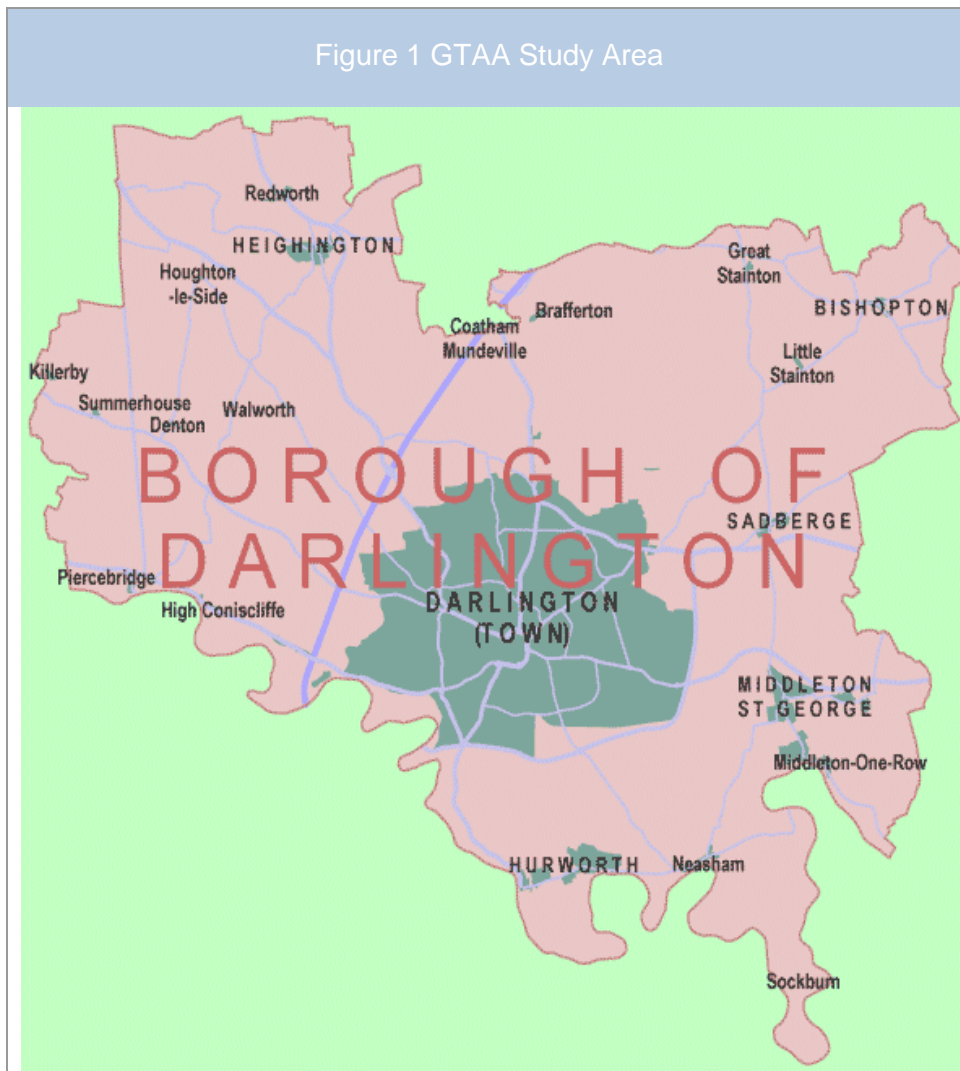 Figure 1 GTAA Study Area
Redworth
HEIGHINGTON
Houghton
-le-Side
Great
Stainton
BISHOPTON
Brafferton
Coatham
Mundeville
Little
Stainton
Killerby
Summerhouse
Denton
Walworth
BOROUGH OF
DARLINGTON
SADBERGE
Piercebridge
High Coniscliffe
DARLINGTON
(TOWN)
MIDDLETON
ST GEORGE
Middleton-One-Row
HURWORTH
Neasham
Sockburn